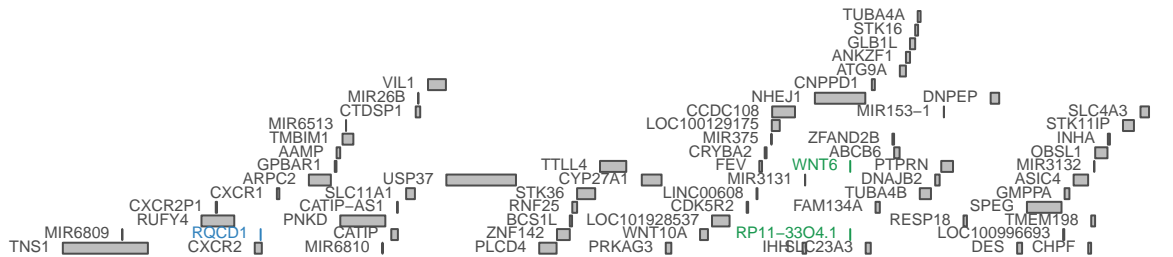 TUBA4A
STK16
GLB1L
ANKZF1
ATG9A
VIL1 CNPPD1
MIR26B NHEJ1 DNPEP
CTDSP1 CCDC108 MIR153−1 SLC4A3
MIR6513 LOC100129175 STK11IP
TMBIM1 MIR375 ZFAND2B INHA
AAMP CRYBA2 ABCB6 OBSL1
GPBAR1 TTLL4 FEV WNT6 PTPRN MIR3132
ARPC2 USP37 CYP27A1 MIR3131 DNAJB2 ASIC4
CXCR1 SLC11A1 STK36 LINC00608 TUBA4B GMPPA
CXCR2P1 CATIP−AS1 RNF25 CDK5R2 FAM134A SPEG
RUFY4 PNKD BCS1L LOC101928537 RESP18 TMEM198
MIR6809 RQCD1 CATIP ZNF142 WNT10A RP11−33O4.1 LOC100996693
TNS1 CXCR2 MIR6810 PLCD4 PRKAG3 IHH SLC23A3 DES CHPF